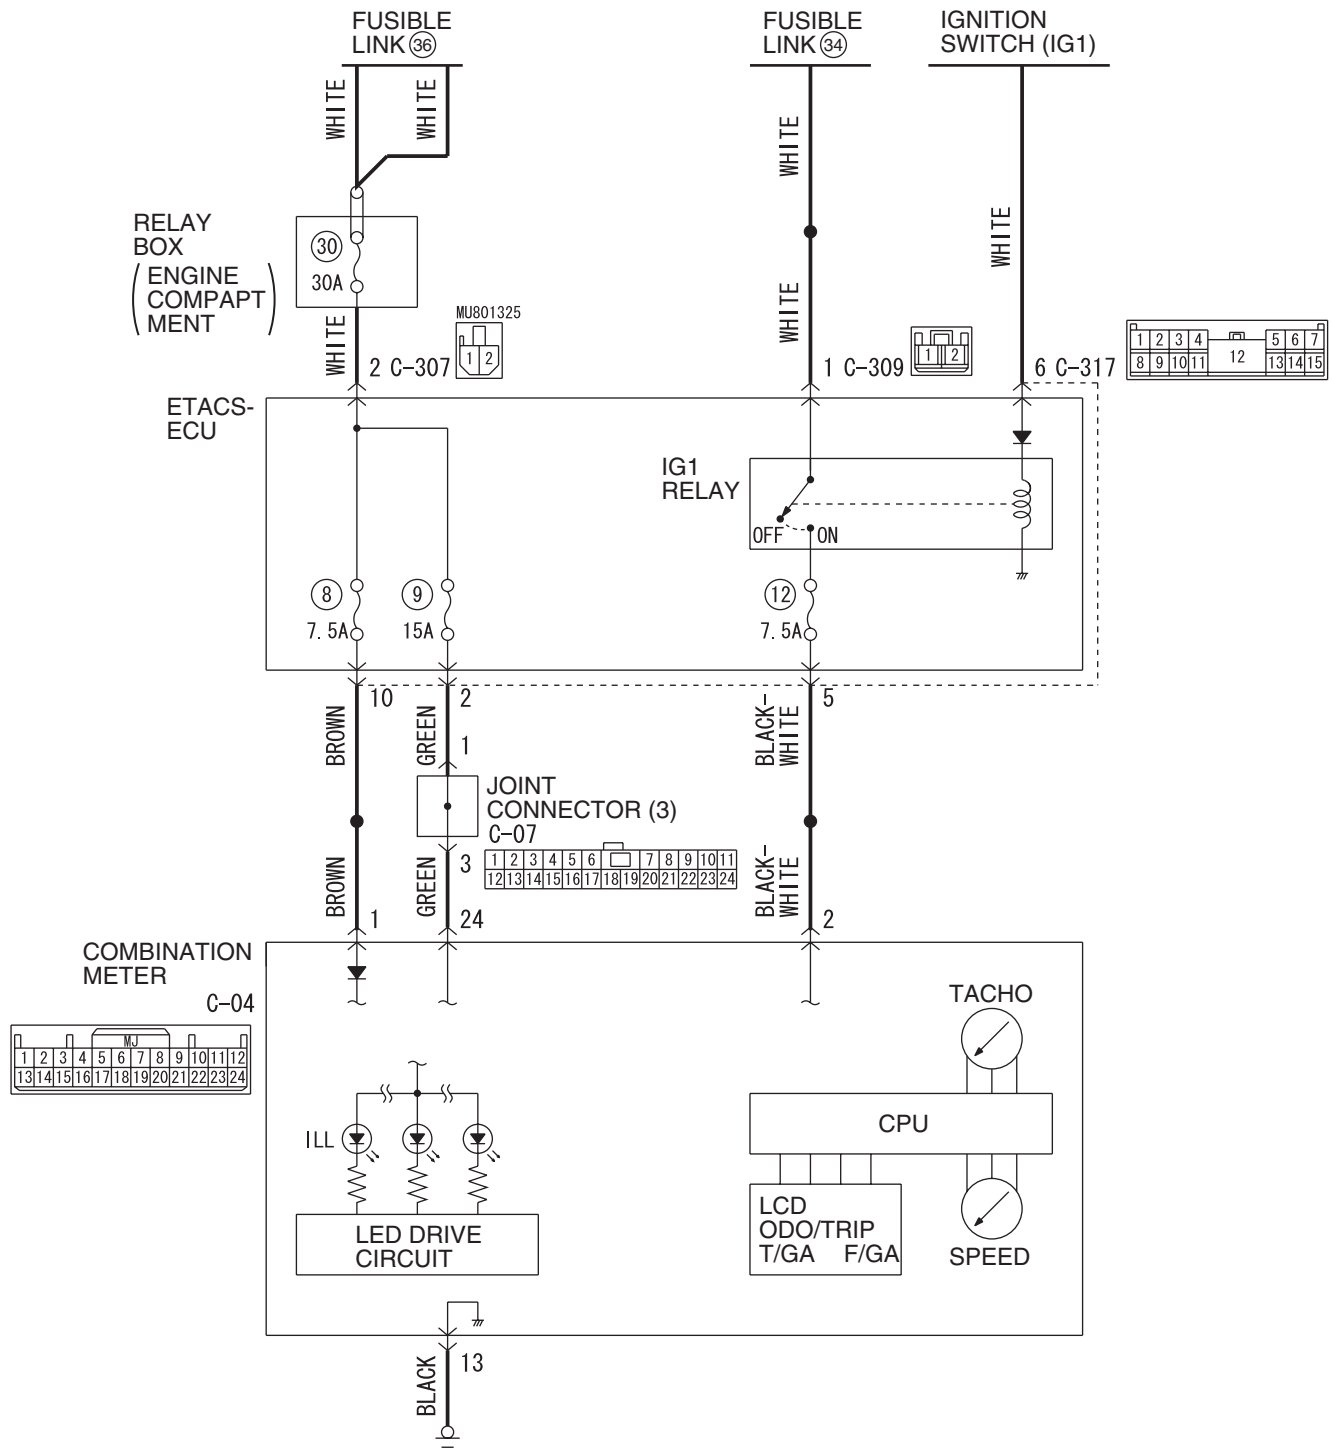 FUSIBLE
LINK 36
FUSIBLE
LINK 34
IGNITION
SWITCH (IG1)
WHITE
WHITE
WHITE
WHITE
RELAY
BOX
(ENGINE
COMPAPT
MENT)
30
30A
WHITE
WHITE
MU801325
1 2
2 C-307
1 C-309
1 2
6 C-317
1 2 3 4 12 5 6 7
8 9 10 11 13 14 15
ETACS-
ECU
IG1
RELAY
OFF ON
8
7.5A
9
15A
12
7.5A
10
2
5
BROWN
GREEN
BLACK-
WHITE
1
JOINT
CONNECTOR (3)
C-07
1 2 3 4 5 6 7 8 9 10 11
12 13 14 15 16 17 18 19 20 21 22 23 24
3
BROWN
GREEN
BLACK-
WHITE
1
24
2
COMBINATION
METER
C-04
MJ
1 2 3 4 5 6 7 8 9 10 11 12
13 14 15 16 17 18 19 20 21 22 23 24
TACHO
CPU
ILL
LED DRIVE
CIRCUIT
LCD
ODO/TRIP
T/GA F/GA
SPEED
13
BLACK